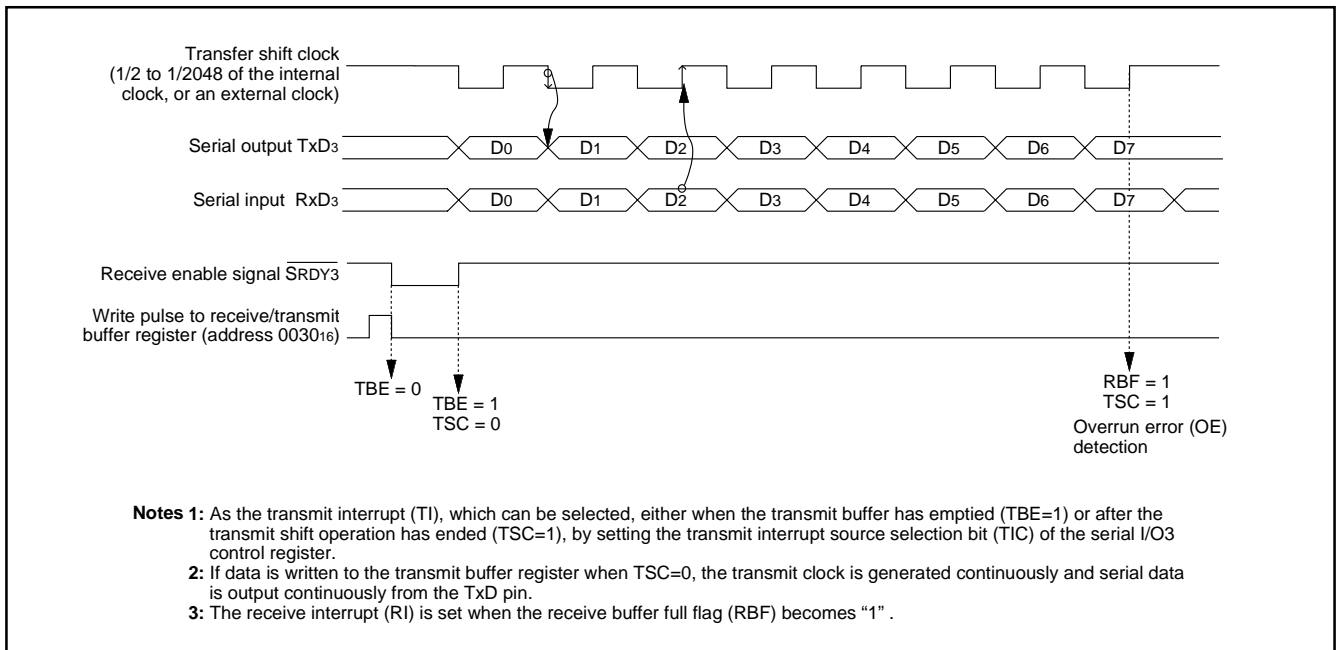 Transfer shift clock
(1/2 to 1/2048 of the internal
clock, or an external clock)
Serial output TxD3 D0 D1 D2 D3 D4 D5 D6 D7
Serial input RxD3 D0 D1 D2 D3 D4 D5 D6 D7
Receive enable signal SRDY3
Write pulse to receive/transmit
buffer register (address 003016)
TBE = 0
TBE = 1
TSC = 0
RBF = 1
TSC = 1
Overrun error (OE)
detection
Notes 1: As the transmit interrupt (TI), which can be selected, either when the transmit buffer has emptied (TBE=1) or after the
transmit shift operation has ended (TSC=1), by setting the transmit interrupt source selection bit (TIC) of the serial I/O3
control register.
2: If data is written to the transmit buffer register when TSC=0, the transmit clock is generated continuously and serial data
is output continuously from the TxD pin.
3: The receive interrupt (RI) is set when the receive buffer full flag (RBF) becomes “1” .